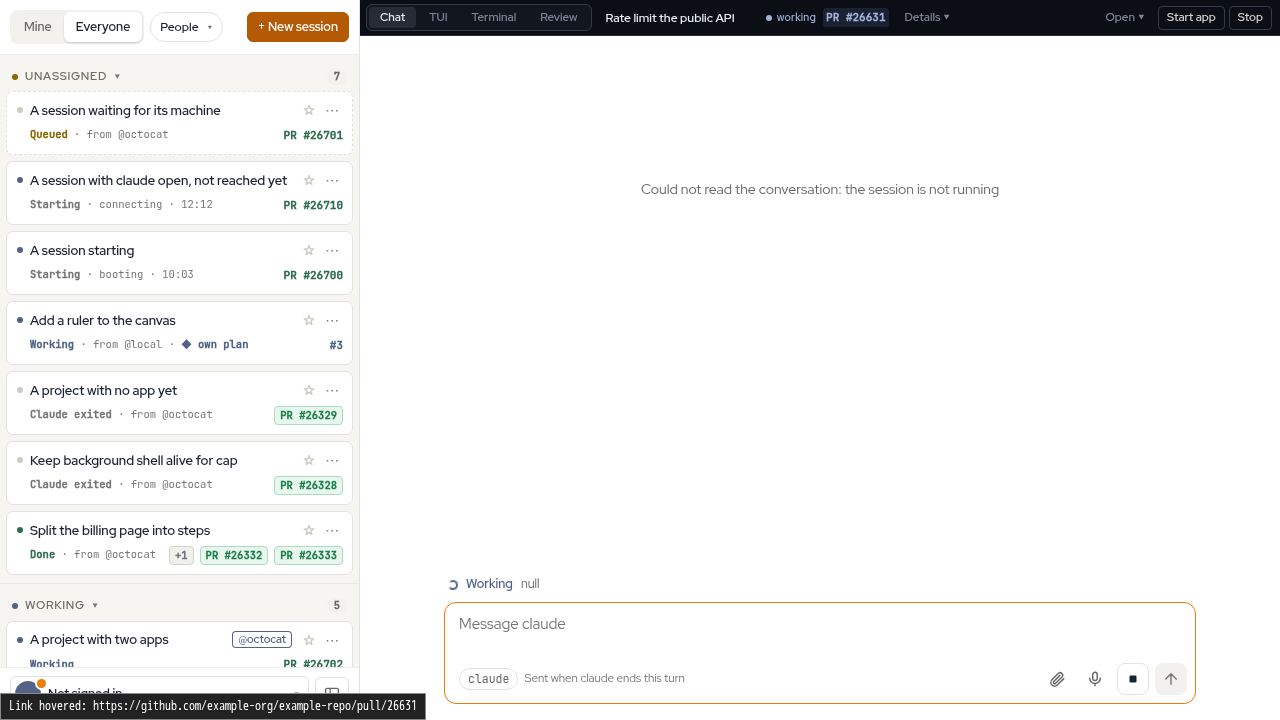 Mine Everyone People ▾ + New session
Chat TUI Terminal Review Rate limit the public API working PR #26631 Details ▾ Open ▾ Start app Stop
UNASSIGNED ▾ 7
A session waiting for its machine
Queued · from @octocat PR #26701
A session with claude open, not reached yet
Starting · connecting · 12:12 PR #26710
A session starting
Starting · booting · 10:03 PR #26700
Add a ruler to the canvas
Working · from @local · ◆ own plan #3
A project with no app yet
Claude exited · from @octocat PR #26329
Keep background shell alive for cap
Claude exited · from @octocat PR #26328
Split the billing page into steps
Done · from @octocat +1 PR #26332 PR #26333
WORKING ▾ 5
A project with two apps @octocat
Working PR #26702
Not signed in
Link hovered: https://github.com/example-org/example-repo/pull/26631
Could not read the conversation: the session is not running
Working null
Message claude
claude Sent when claude ends this turn